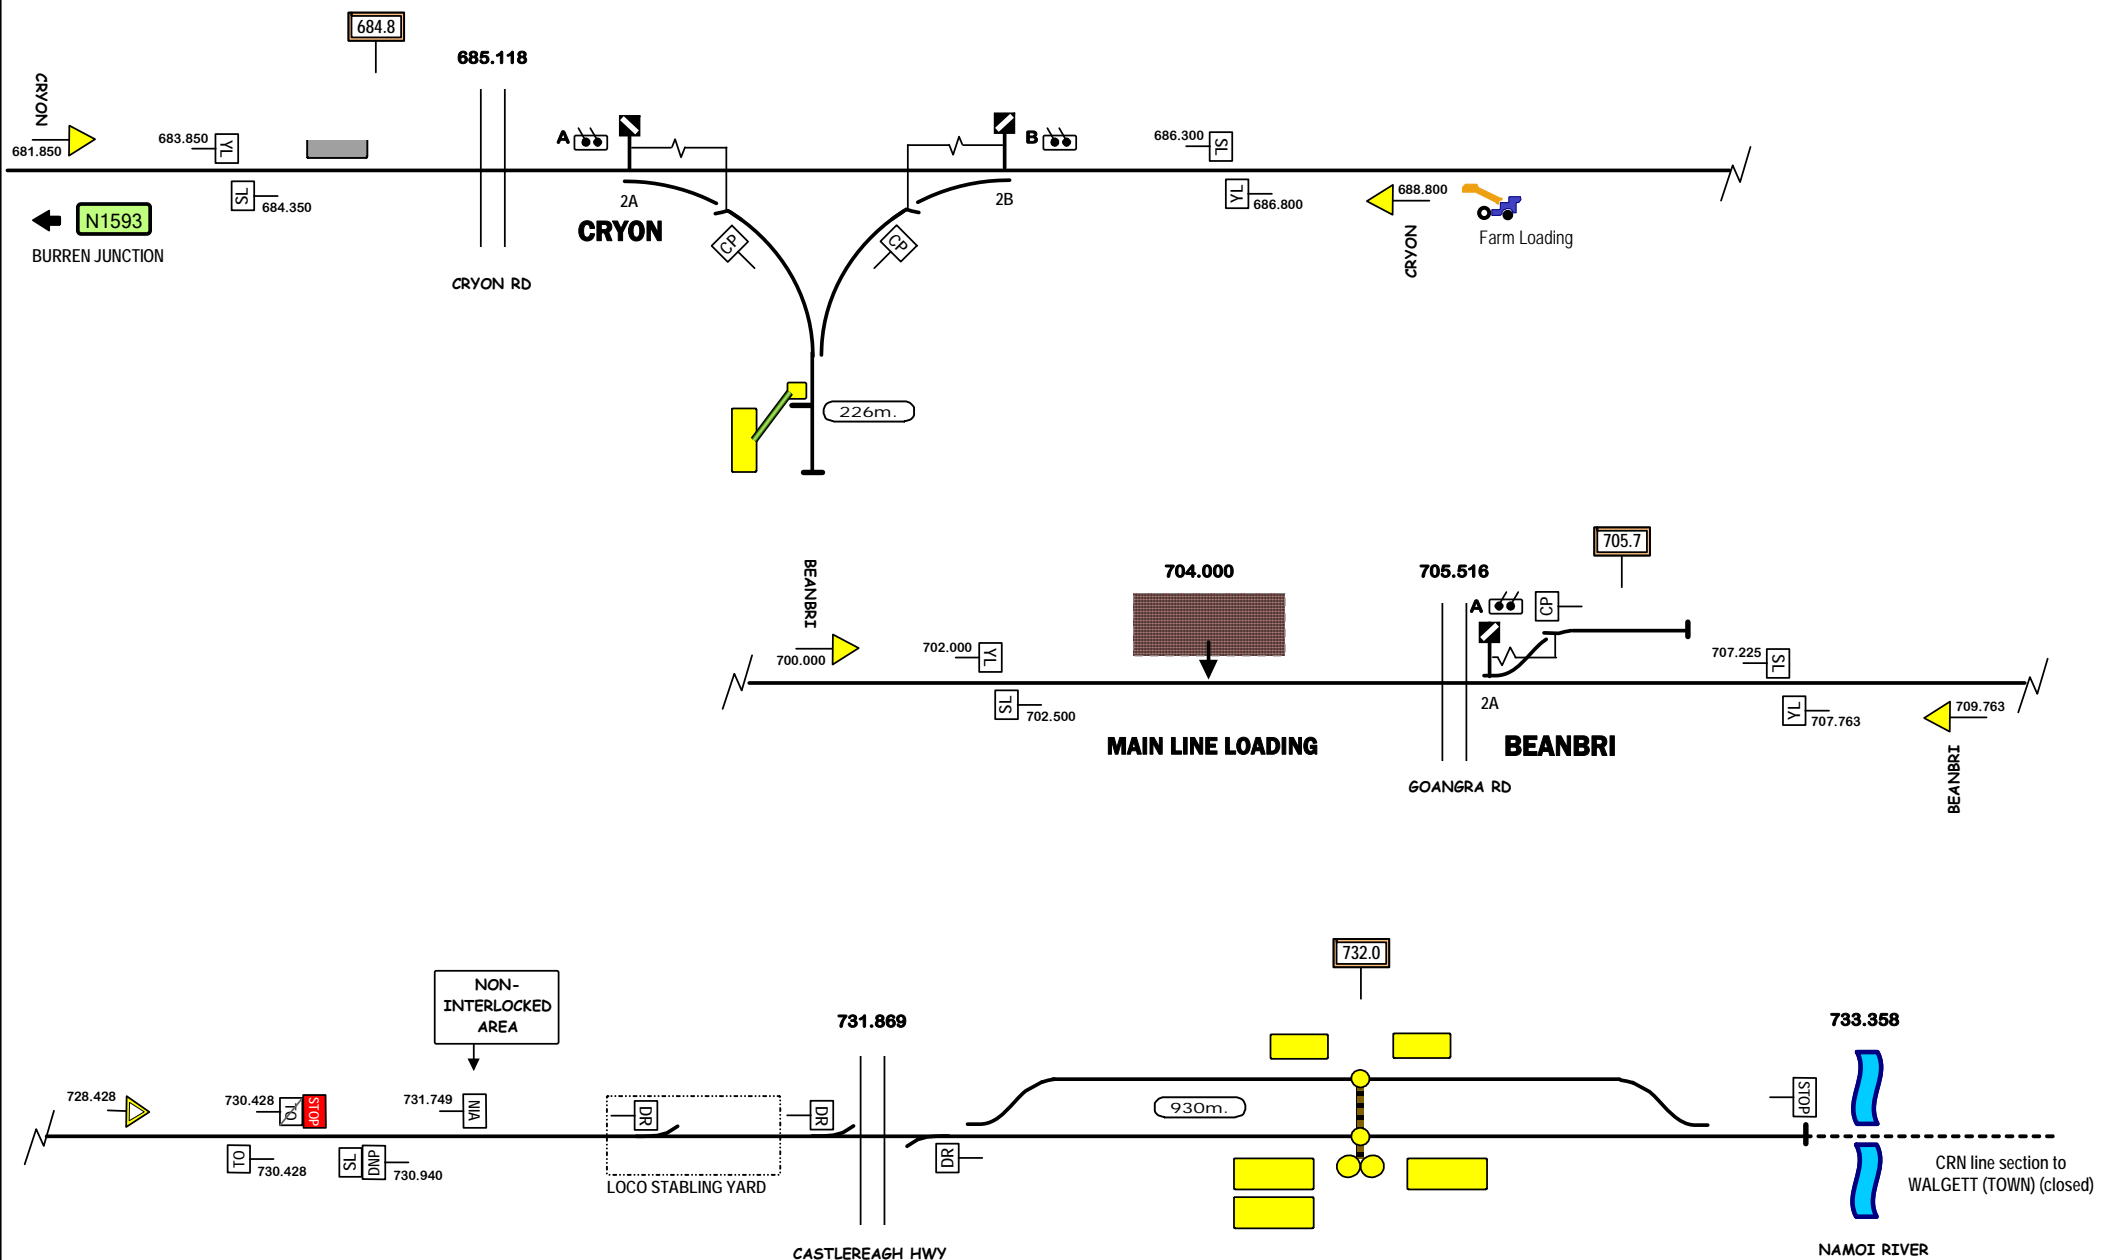 684.8
685.118
CRYON
681.850
683.850
YL
SL
684.350
N1593
BURREN JUNCTION
CRYON RD
A
2A
CRYON
CP
CP
B
2B
686.300
SL
YL
686.800
688.800
CRYON
Farm Loading
226m.
BEANBRI
700.000
702.000
YL
SL
702.500
704.000
MAIN LINE LOADING
705.516
A
CP
705.7
2A
BEANBRI
GOANGRA RD
707.225
SL
YL
707.763
709.763
BEANBRI
728.428
730.428
TO
STOP
TO
730.428
SL
DNP
730.940
NON-
INTERLOCKED
AREA
731.749
NIA
DR
LOCO STABLING YARD
DR
731.869
CASTLEREAGH HWY
DR
930m.
732.0
STOP
733.358
CRN line section to
WALGETT (TOWN) (closed)
NAMOI RIVER